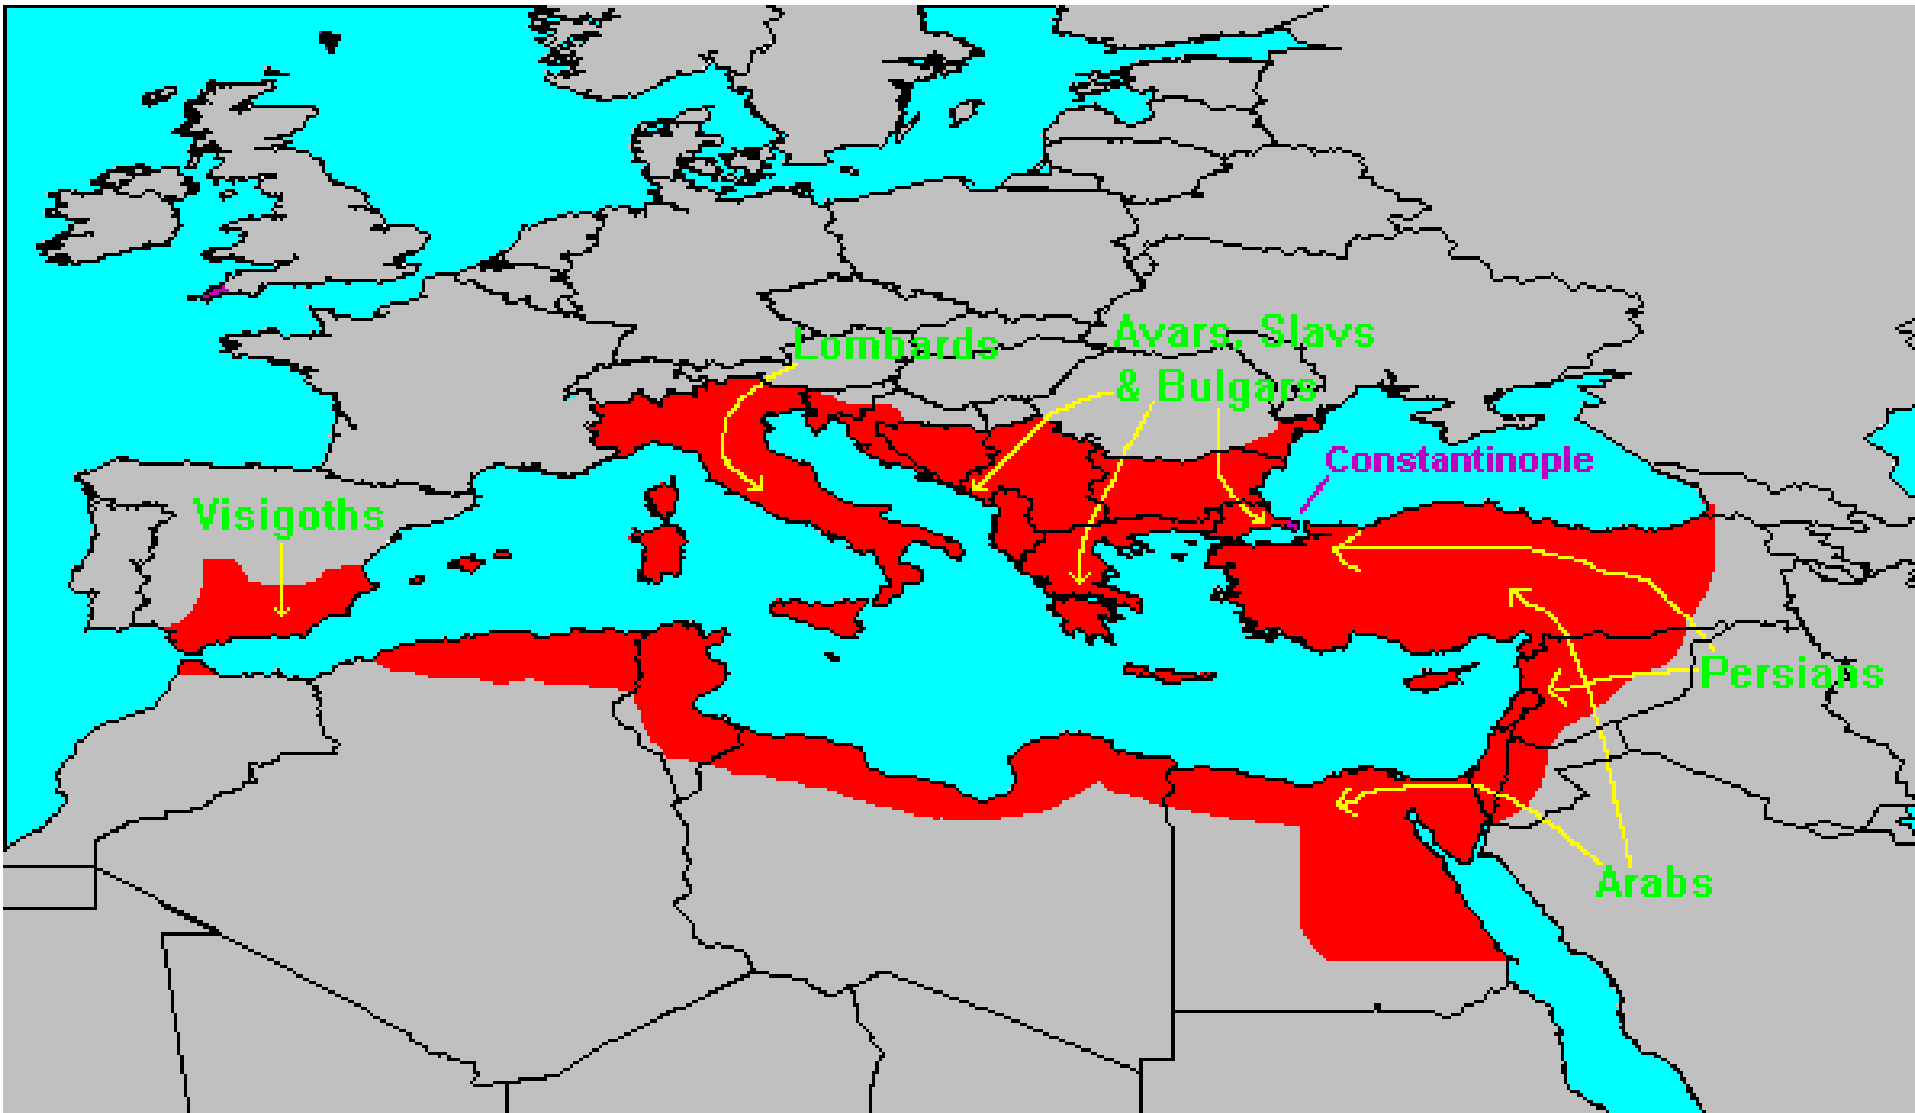 Lombards
Avars, Slavs
& Bulgars
Constantinople
Visigoths
Persians
Arabs